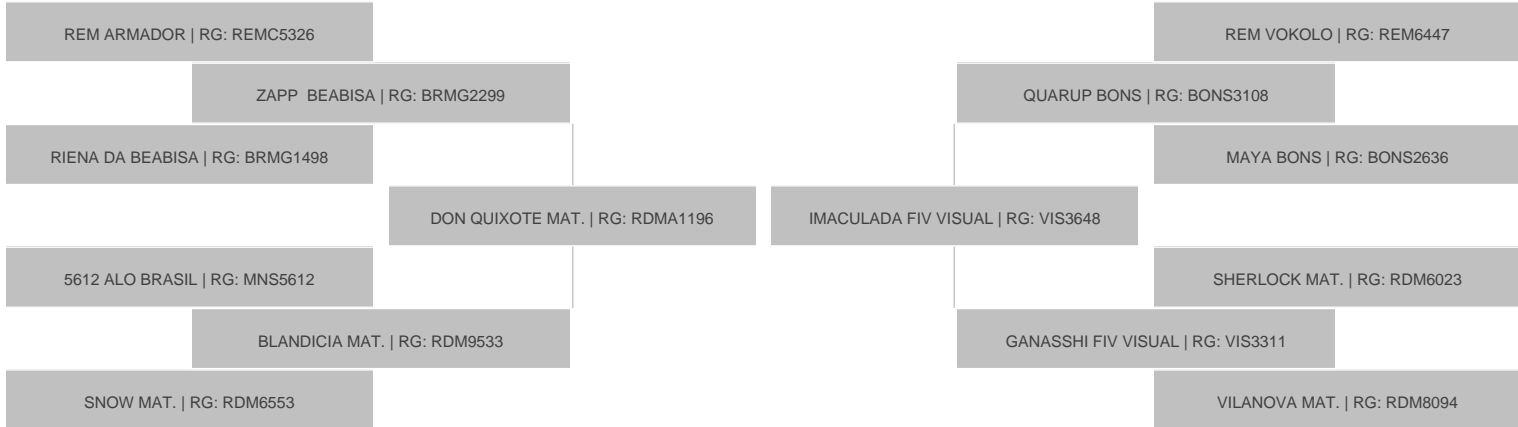 REM ARMADOR | RG: REMC5326
REM VOKOLO | RG: REM6447
ZAPP BEABISA | RG: BRMG2299
QUARUP BONS | RG: BONS3108
RIENA DA BEABISA | RG: BRMG1498
MAYA BONS | RG: BONS2636
DON QUIXOTE MAT. | RG: RDMA1196
IMACULADA FIV VISUAL | RG: VIS3648
5612 ALO BRASIL | RG: MNS5612
SHERLOCK MAT. | RG: RDM6023
BLANDICIA MAT. | RG: RDM9533
GANASSHI FIV VISUAL | RG: VIS3311
SNOW MAT. | RG: RDM6553
VILANOVA MAT. | RG: RDM8094